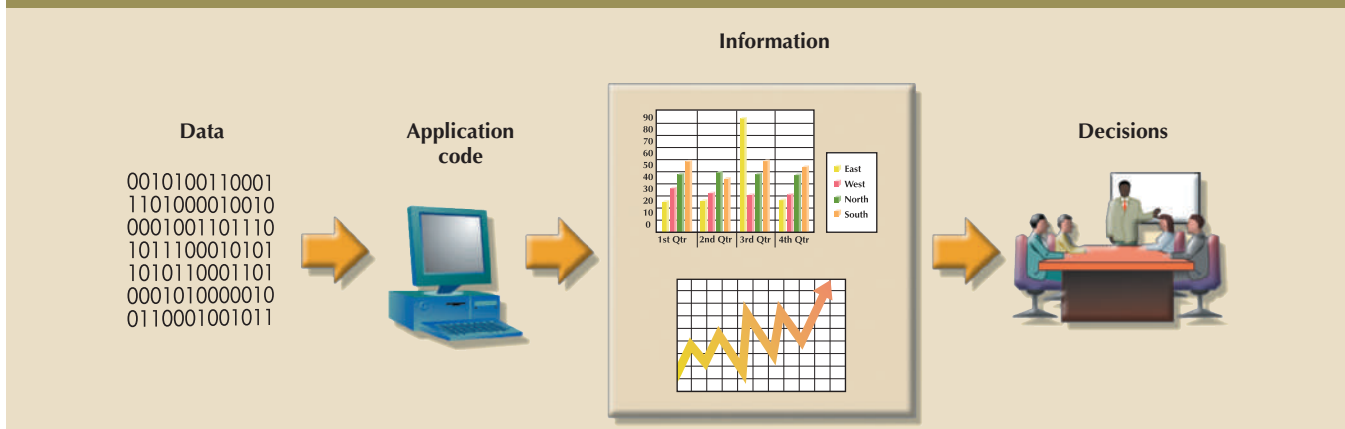 Information
Data
Application
code
Decisions
0010100110001
1101000010010
0001001101110
1011100010101
1010110001101
0001010000010
0110001001011
90
80
70
60
50
40
30
20
10
0
1st Qtr 2nd Qtr 3rd Qtr 4th Qtr
East
West
North
South